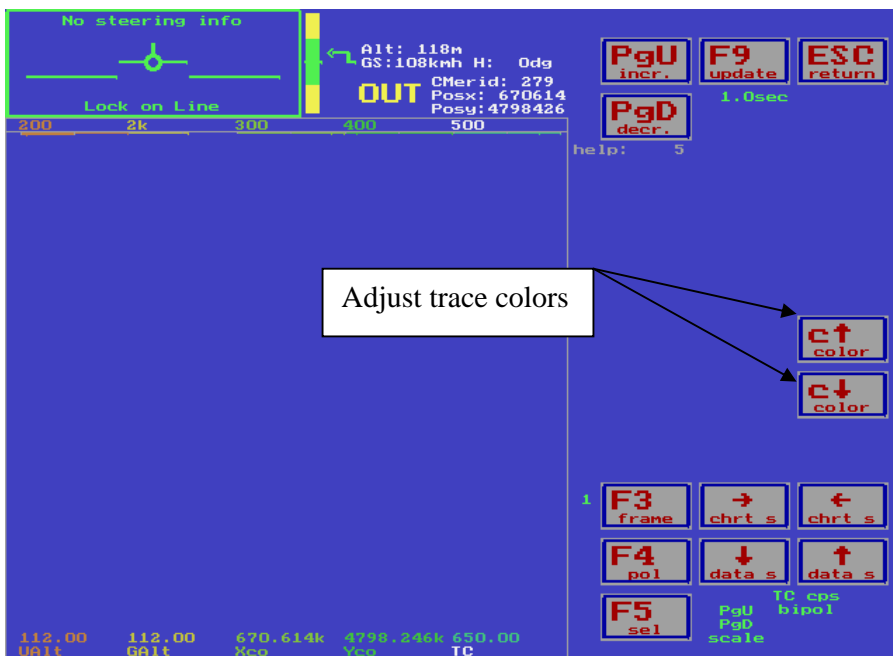 No steering info
Lock on Line
Alt: 118m
GS:108kmh H: 0dg
OUT
CMerid: 279
Posx: 670614
Posy:4798426
200 2k 300 400 500
PgU
incr.
F9
update
ESC
return
1.0sec
PgD
decr.
help: 5
Adjust trace colors
c↑
color
c↓
color
1
F3
frame
→
chrt s
←
chrt s
F4
pol
↓
data s
↑
data s
F5
sel
TC cps
bipol
PgU
PgD
scale
112.00 112.00 670.614k 4798.246k 650.00
UAlt GAlt Xco Yco TC